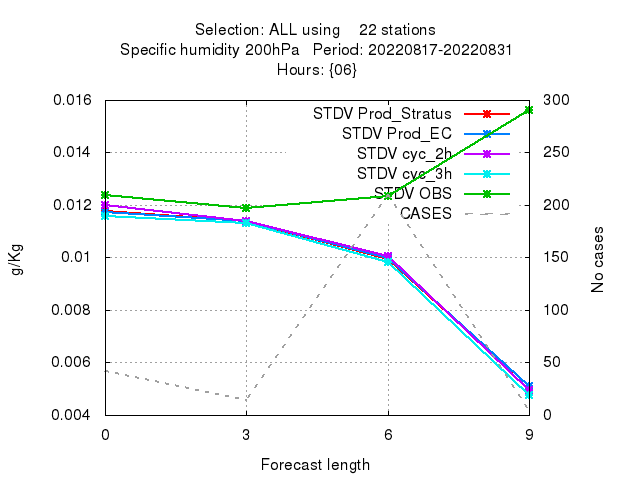 Selection: ALL using 22 stations
Specific humidity 200hPa Period: 20220817-20220831
Hours: {06}
0.016
0.014
0.012
0.01
0.008
0.006
0.004
g/Kg
STDV Prod_Stratus
STDV Prod_EC
STDV cyc_2h
STDV cyc_3h
STDV OBS
CASES
300
250
200
150
100
50
0
No cases
0 3 6 9
Forecast length